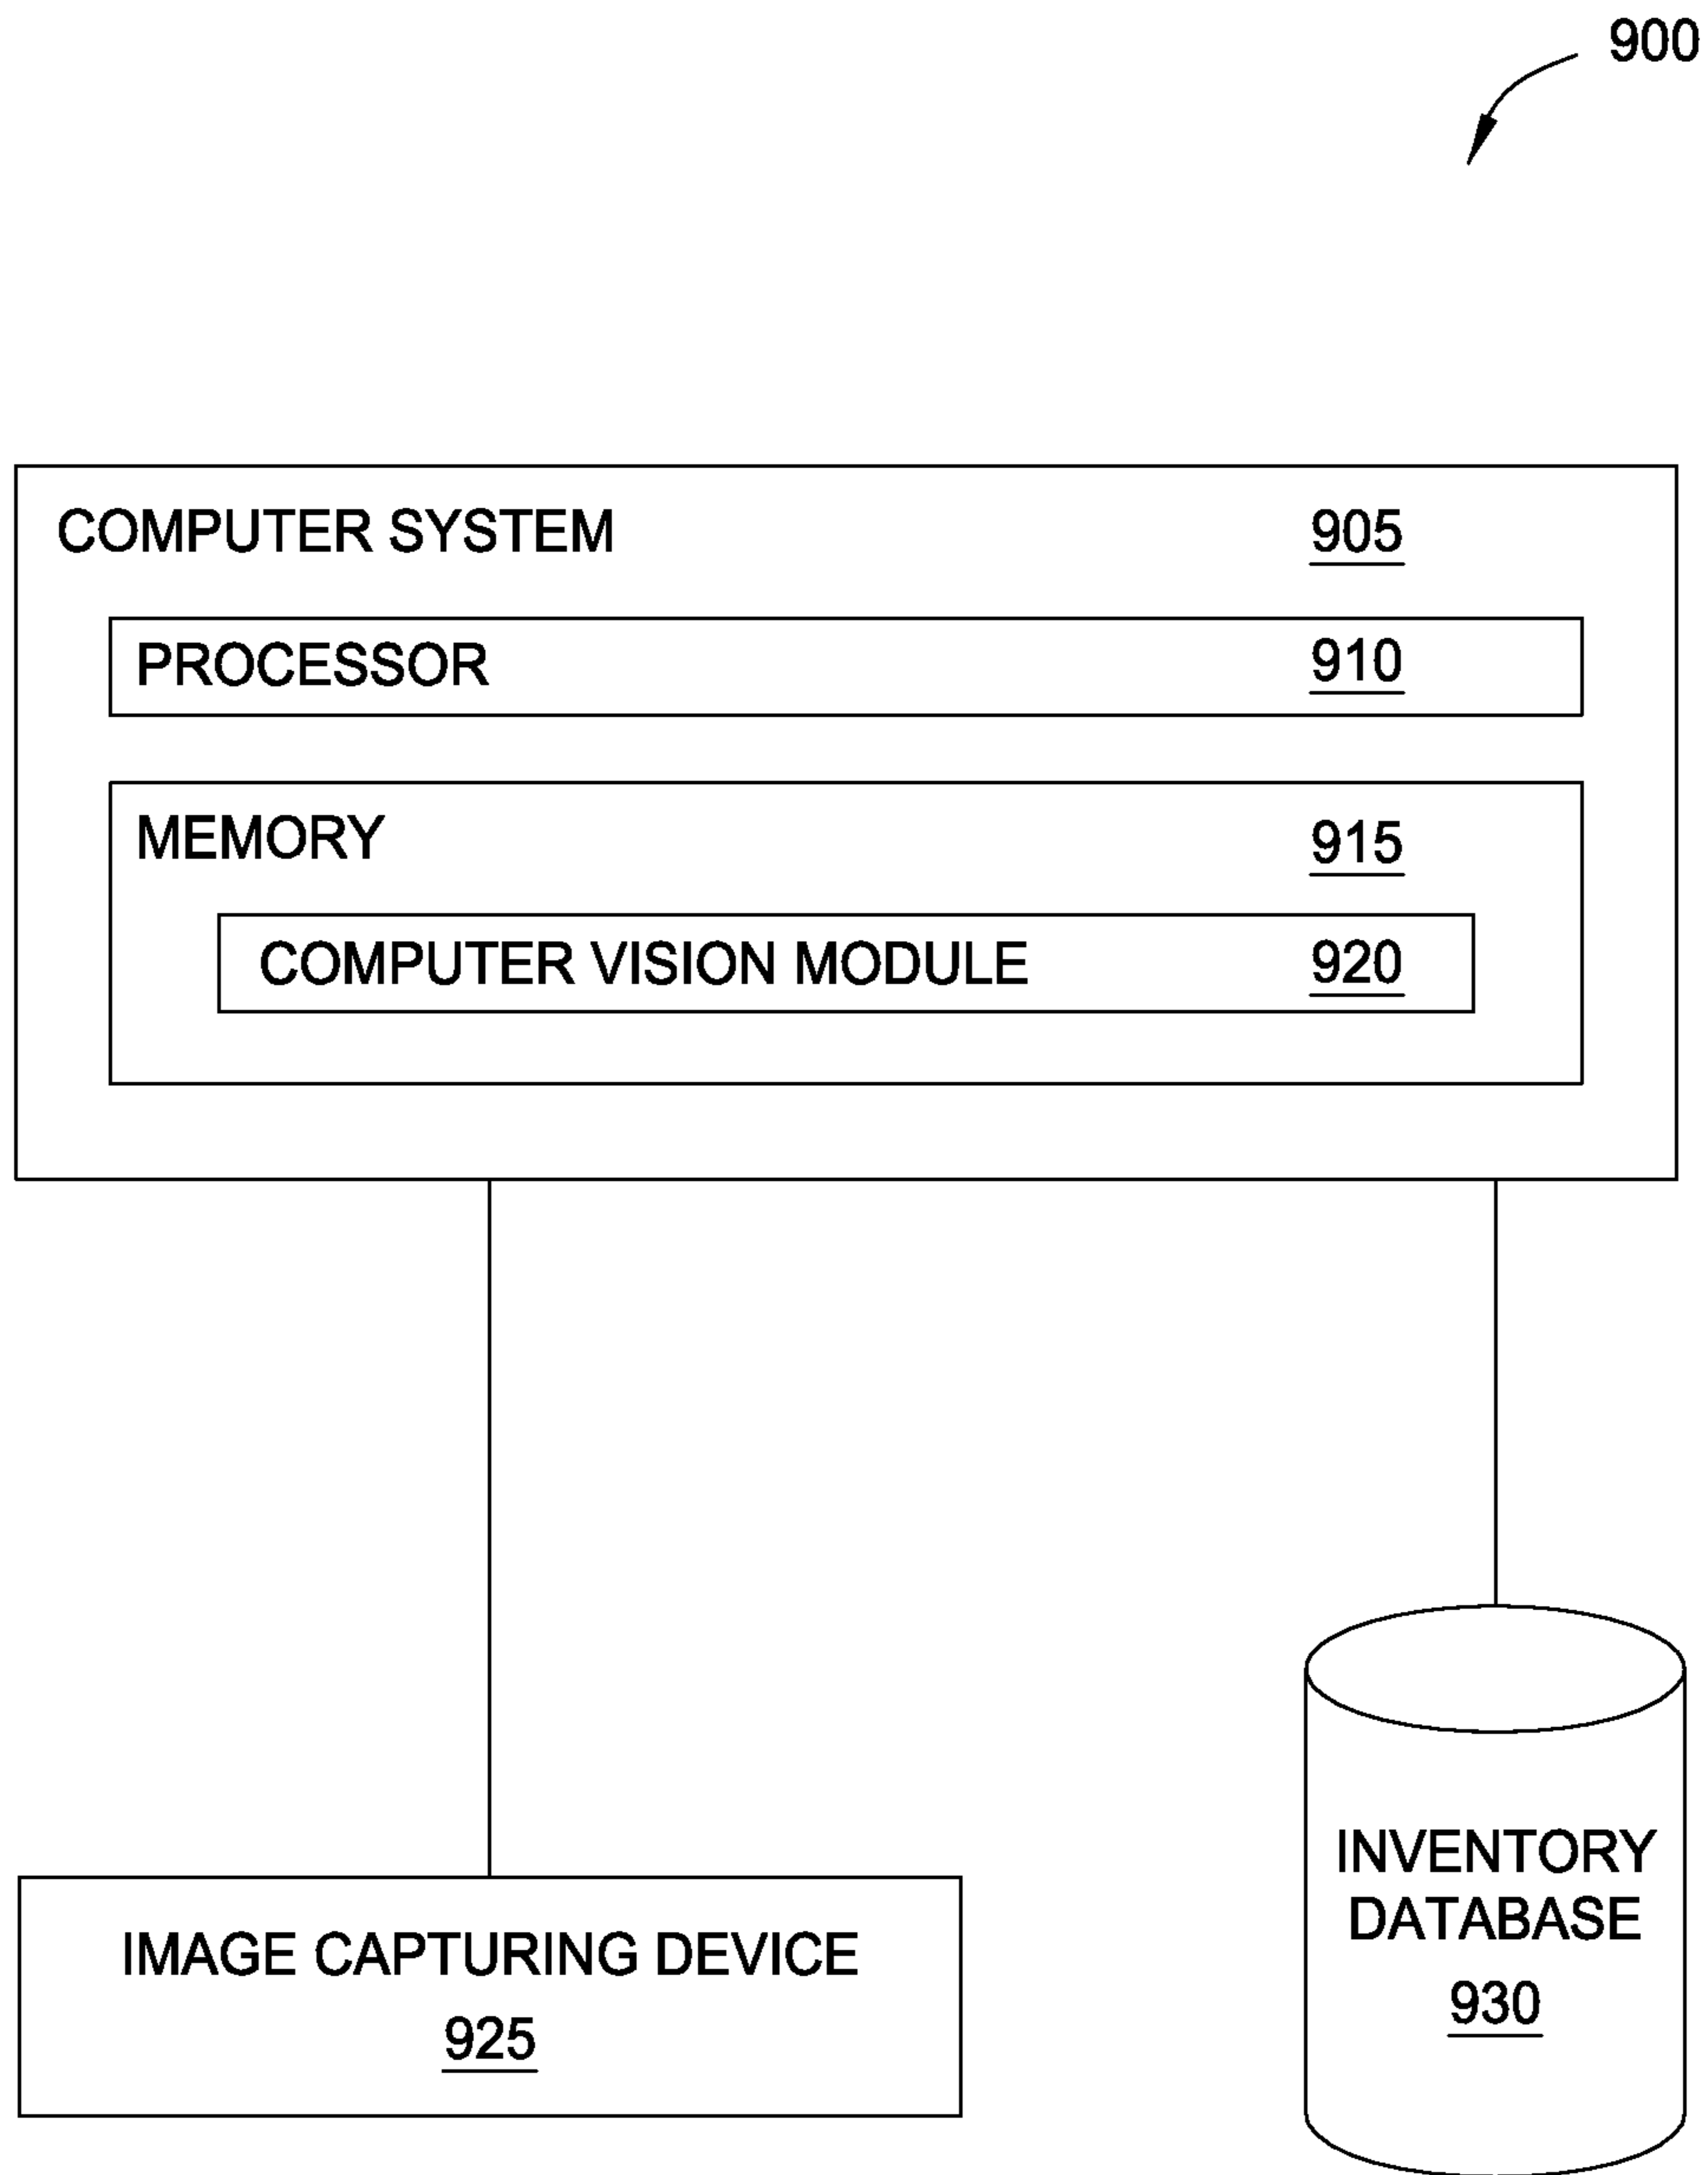 900
COMPUTER SYSTEM 905
PROCESSOR 910
MEMORY 915
COMPUTER VISION MODULE 920
IMAGE CAPTURING DEVICE
925
INVENTORY
DATABASE
930